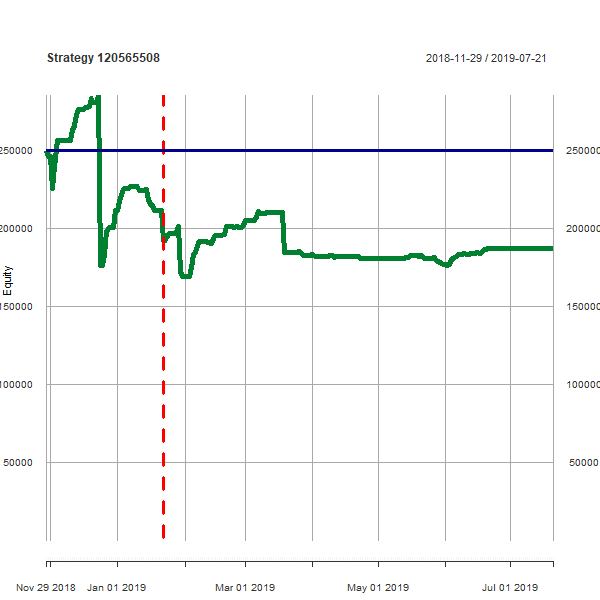 Strategy 120565508
2018-11-29 / 2019-07-21
250000 250000
200000 200000
150000 150000
100000 100000
50000 50000
Equity
Nov 29 2018 Jan 01 2019 Mar 01 2019 May 01 2019 Jul 01 2019